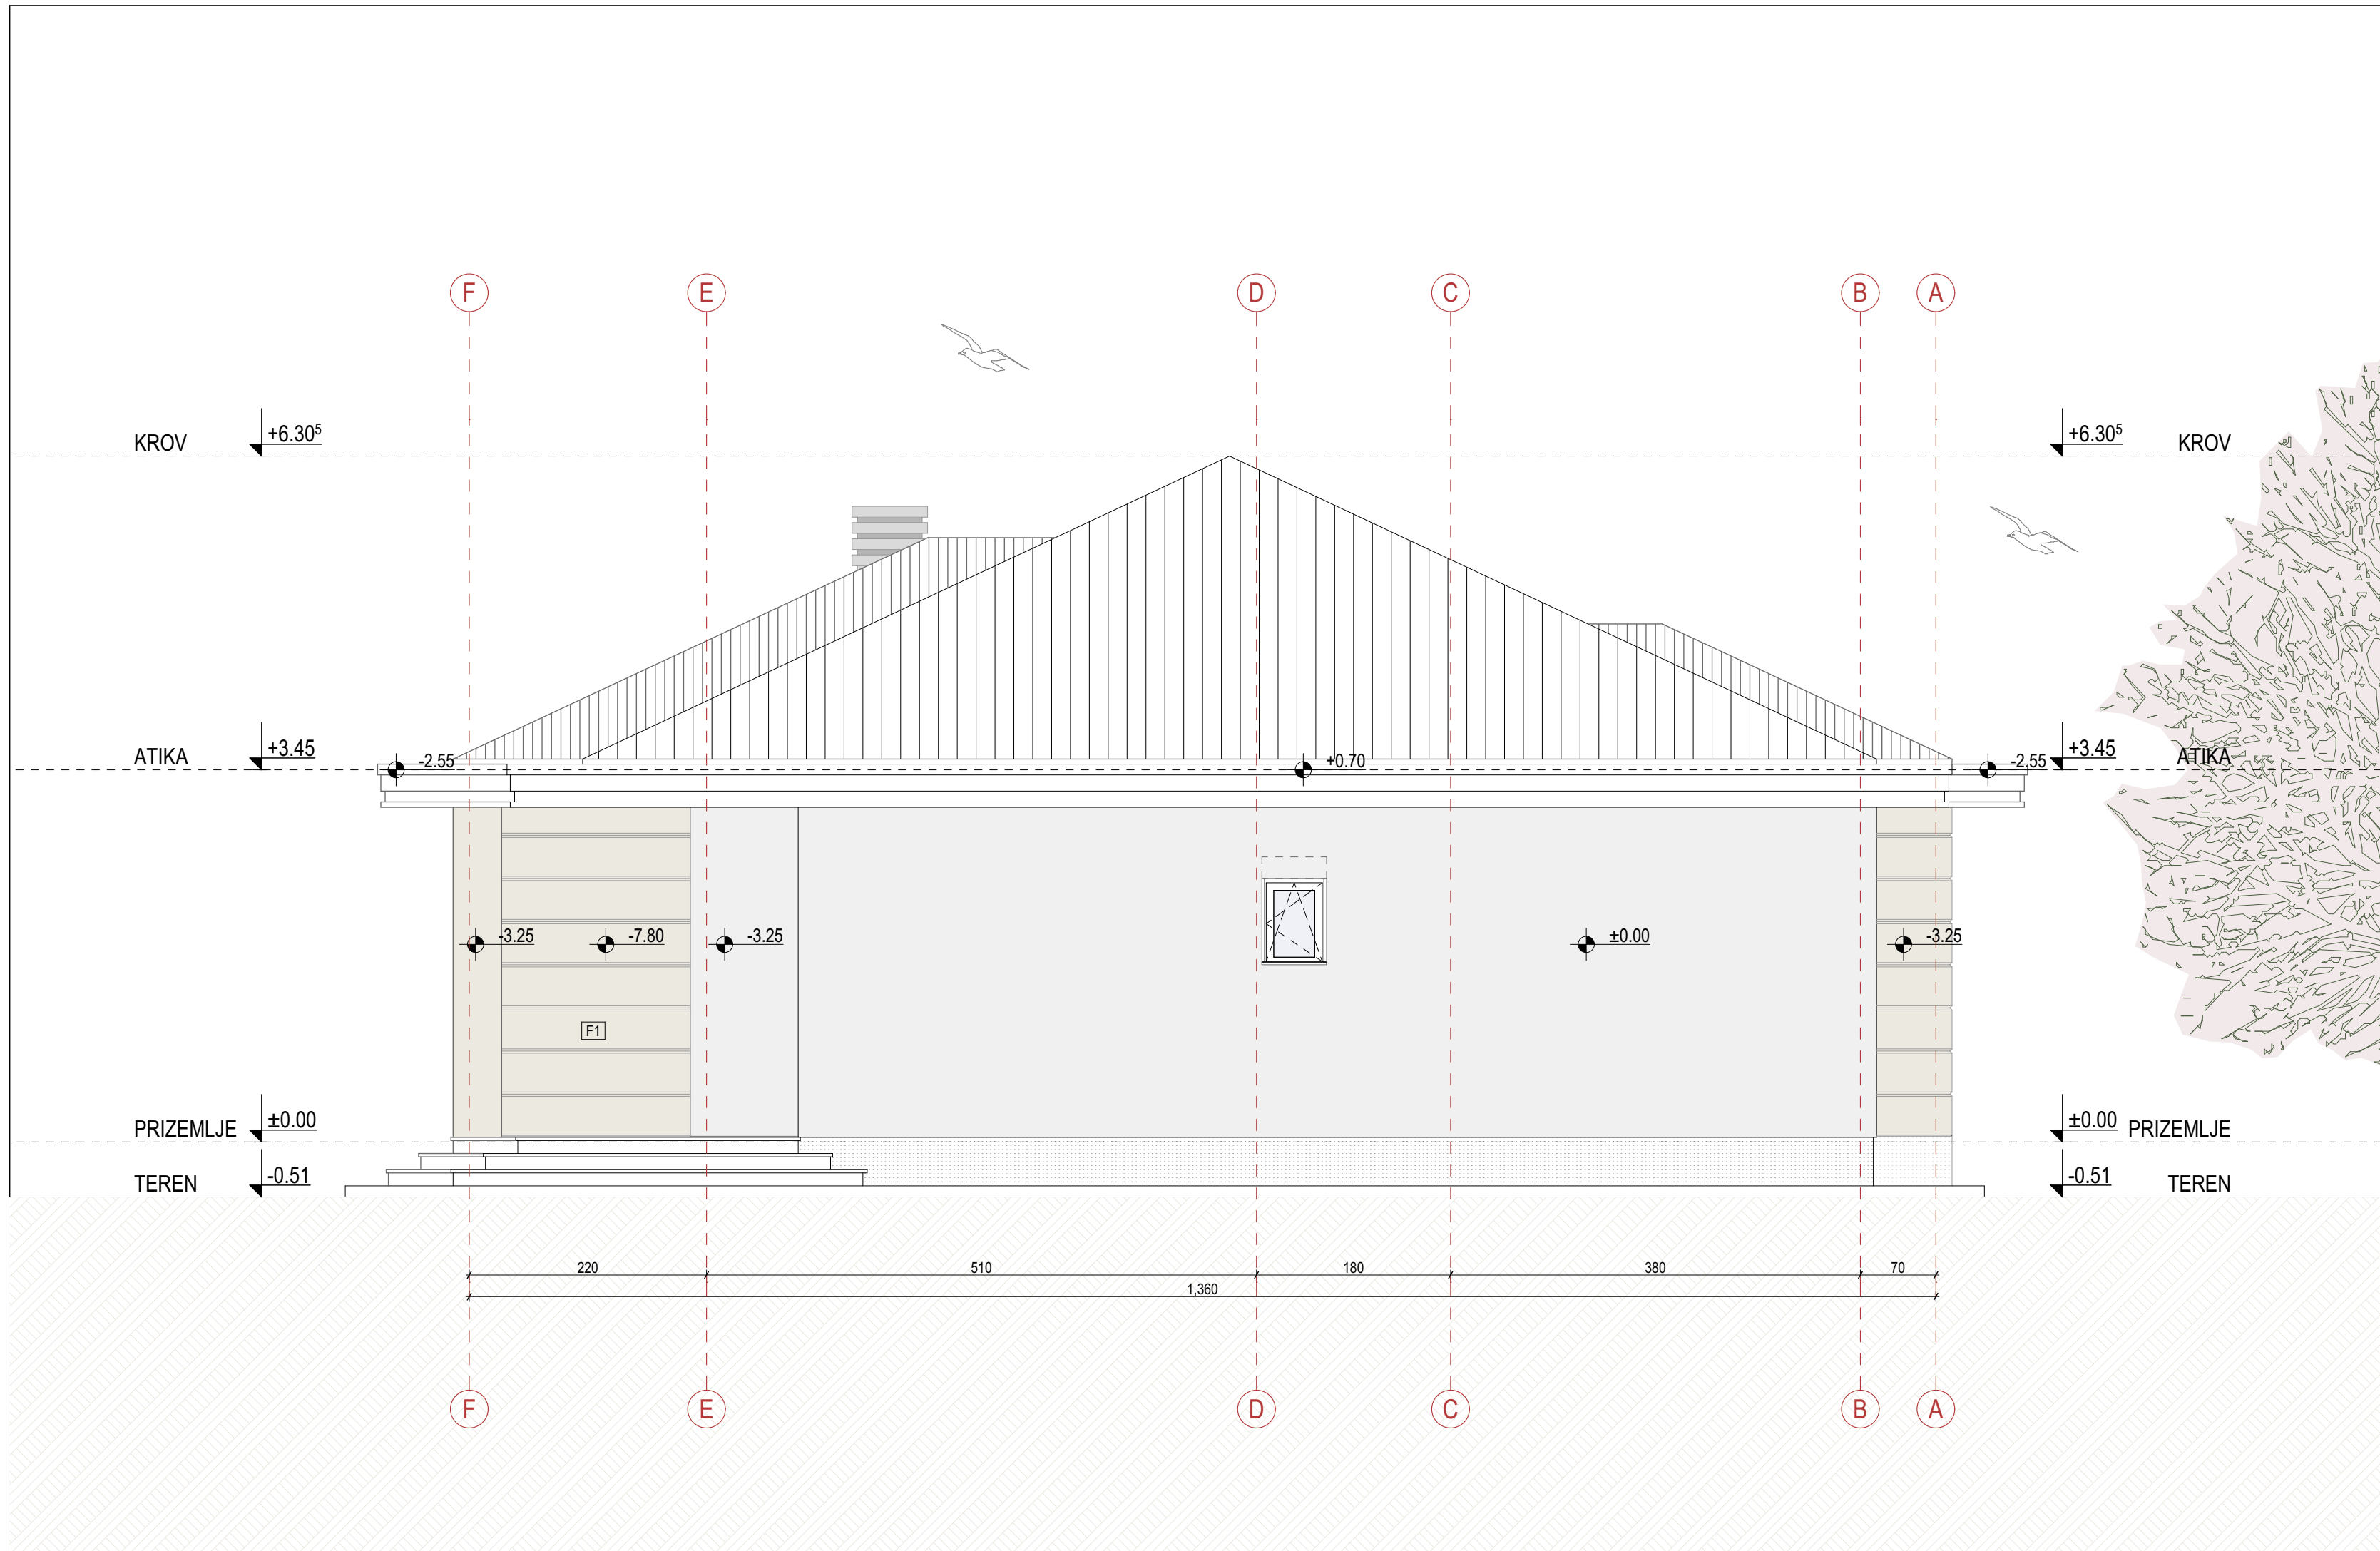 F E D C B A
KROV +6.30⁵ +6.30⁵ KROV
ATIKA +3.45 +3.45 ATIKA
-2.55 +0.70 -2.55
-3.25 -7.80 -3.25 ±0.00 -3.25
F1
PRIZEMLJE ±0.00 ±0.00 PRIZEMLJE
TEREN -0.51 -0.51 TEREN
220 510 180 380 70
1,360
F E D C B A